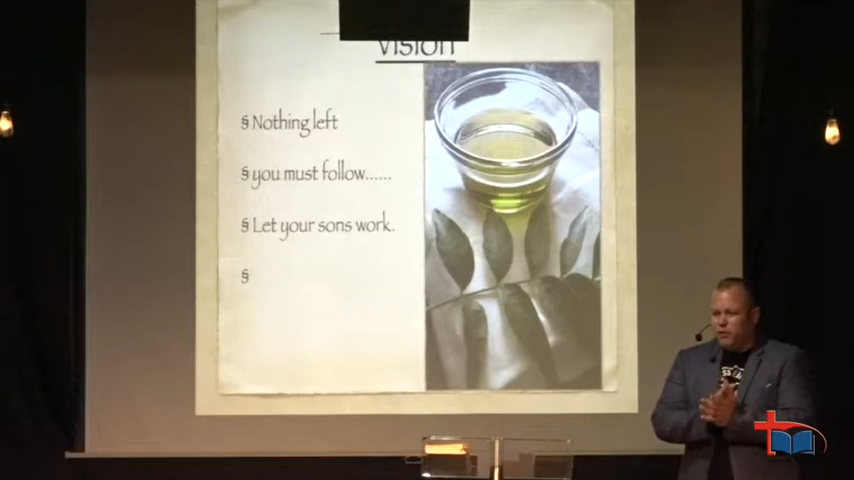 vision
§ Nothing left
§ you must follow......
§ Let your sons work.
§